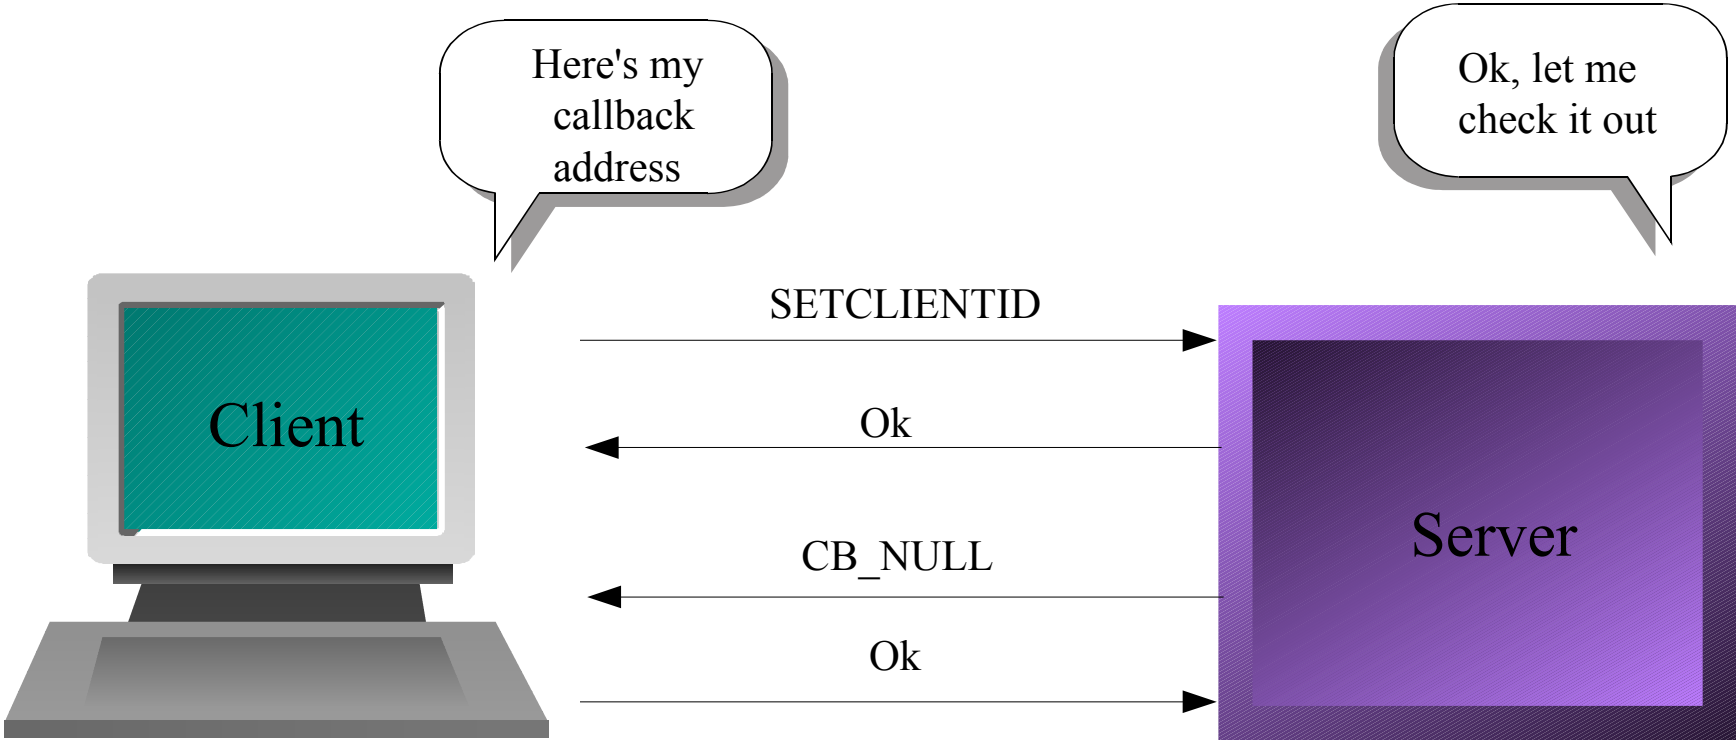 Here's my
callback
address
Ok, let me
check it out
SETCLIENTID
Ok
Client
CB_NULL
Server
Ok